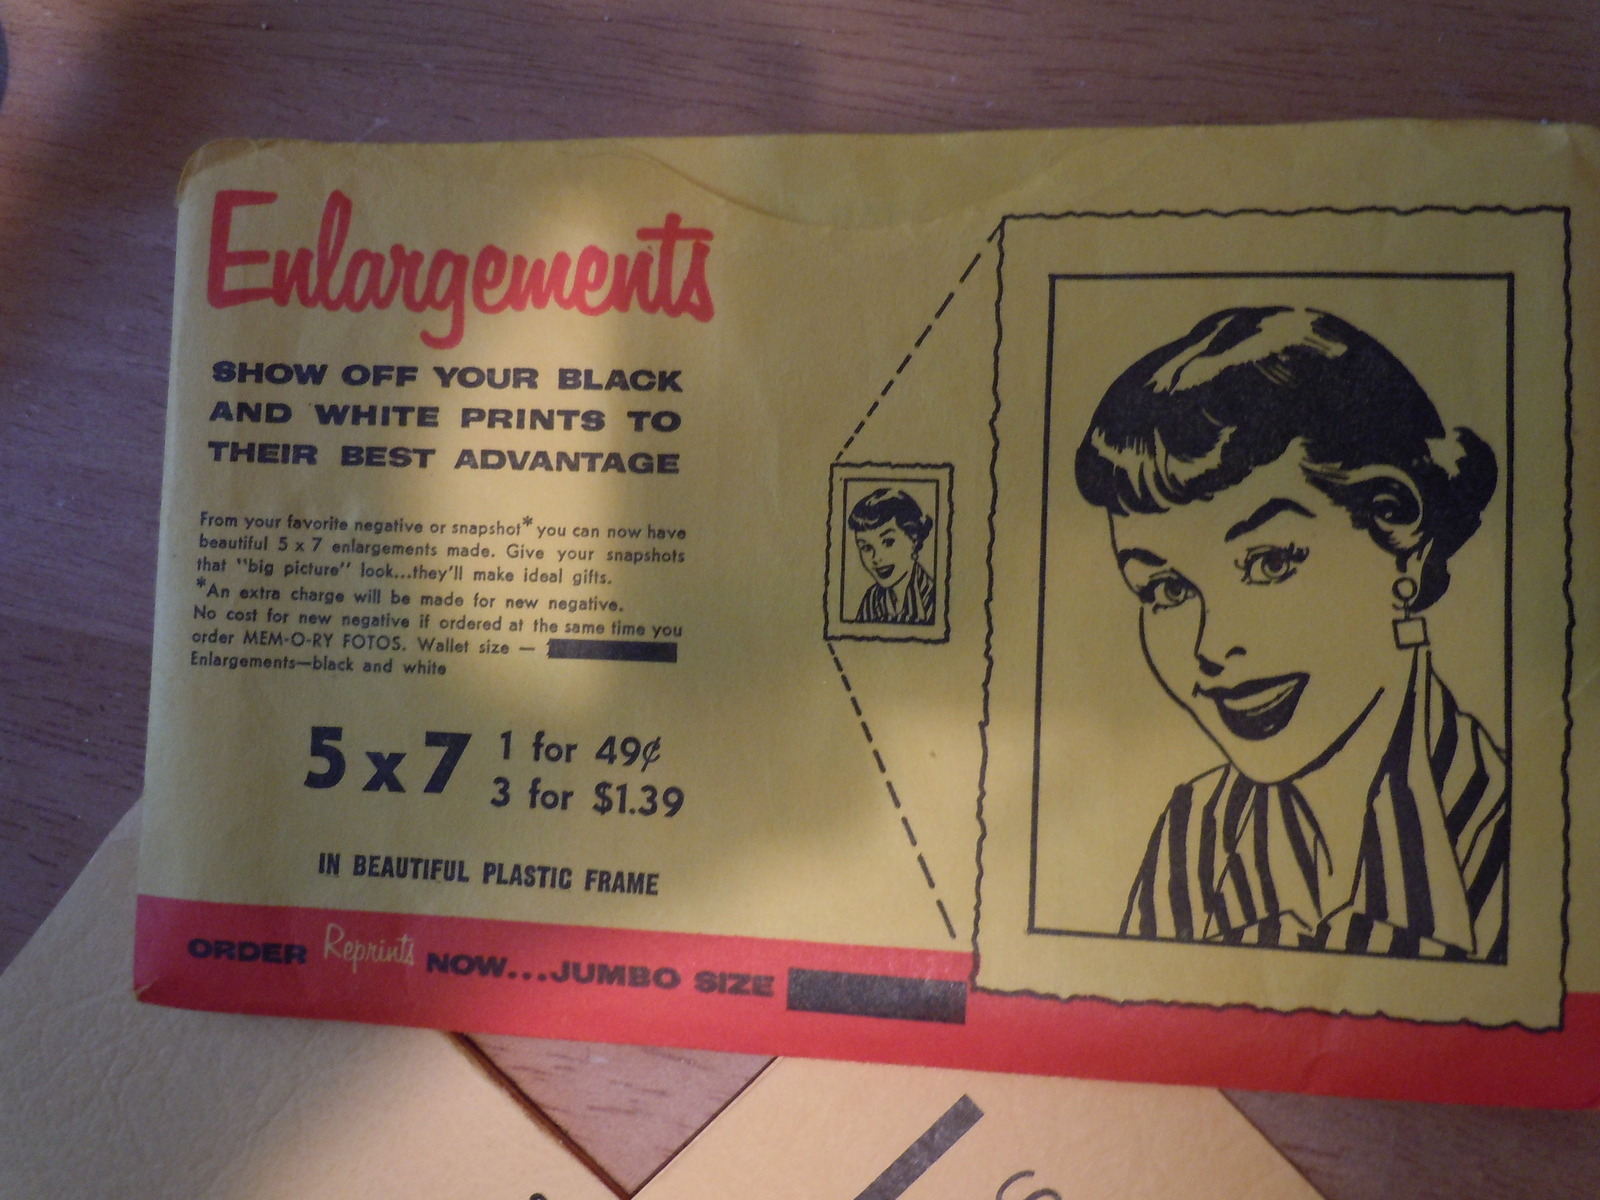 Enlargements
SHOW OFF YOUR BLACK
AND WHITE PRINTS TO
THEIR BEST ADVANTAGE
From your favorite negative or snapshot* you can now have
beautiful 5 x 7 enlargements made. Give your snapshots
that "big picture" look...they'll make ideal gifts.
*An extra charge will be made for new negative.
No cost for new negative if ordered at the same time you
order MEM-O-RY FOTOS. Wallet size —
Enlargements—black and white
5 x 7 1 for 49¢
3 for $1.39
IN BEAUTIFUL PLASTIC FRAME
ORDER Reprints NOW...JUMBO SIZE